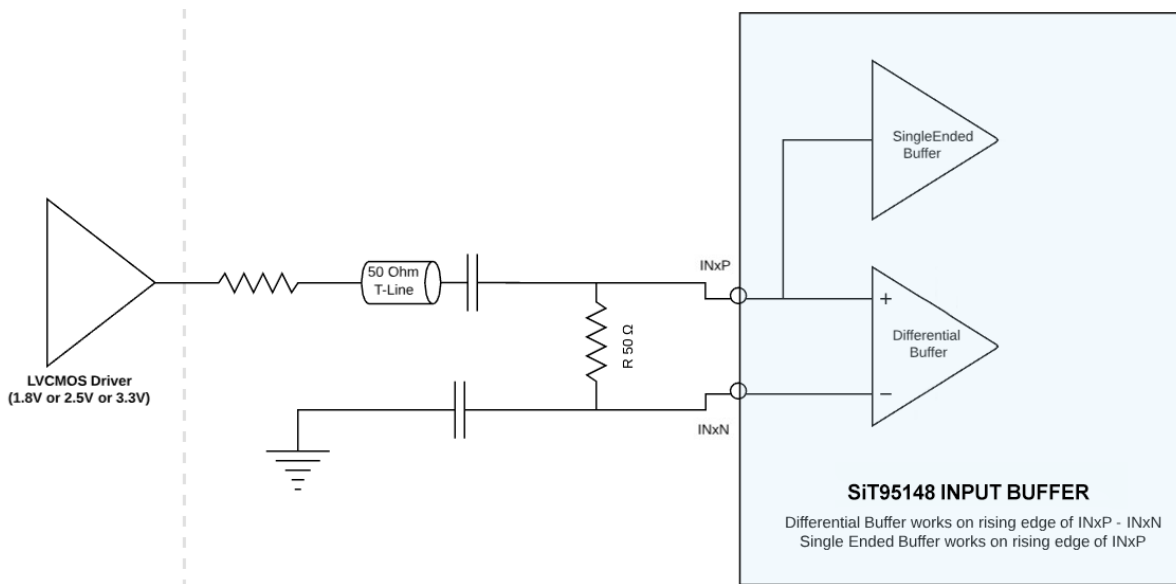 SingleEnded
Buffer
INxP
50 Ohm
T-Line
+
R 50 Ω
Differential
Buffer
LVCMOS Driver
(1.8V or 2.5V or 3.3V)
−
INxN
SiT95148 INPUT BUFFER
Differential Buffer works on rising edge of INxP - INxN
Single Ended Buffer works on rising edge of INxP